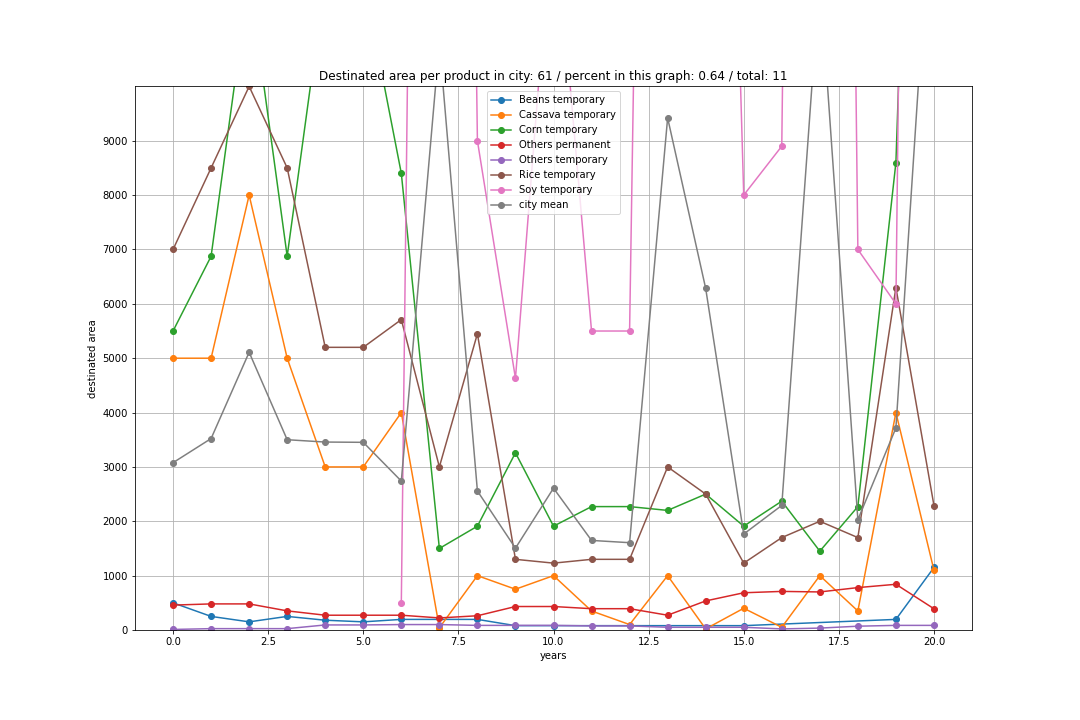 Destinated area per product in city: 61 / percent in this graph: 0.64 / total: 11
Beans temporary
Cassava temporary
Corn temporary
Others permanent
Others temporary
Rice temporary
Soy temporary
city mean
destinated area
9000
8000
7000
6000
5000
4000
3000
2000
1000
0
0.0 2.5 5.0 7.5 10.0 12.5 15.0 17.5 20.0
years